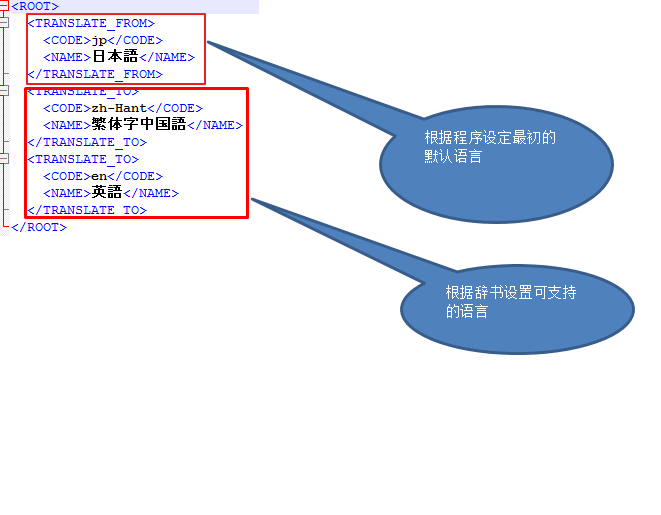 <ROOT>
<TRANSLATE_FROM>
<CODE>jp</CODE>
<NAME>日本語</NAME>
</TRANSLATE_FROM>
<TRANSLATE_TO>
<CODE>zh-Hant</CODE>
<NAME>繁体字中国語</NAME>
</TRANSLATE_TO>
<TRANSLATE_TO>
<CODE>en</CODE>
<NAME>英語</NAME>
</TRANSLATE_TO>
</ROOT>
根据程序设定最初的
默认语言
根据辞书设置可支持
的语言